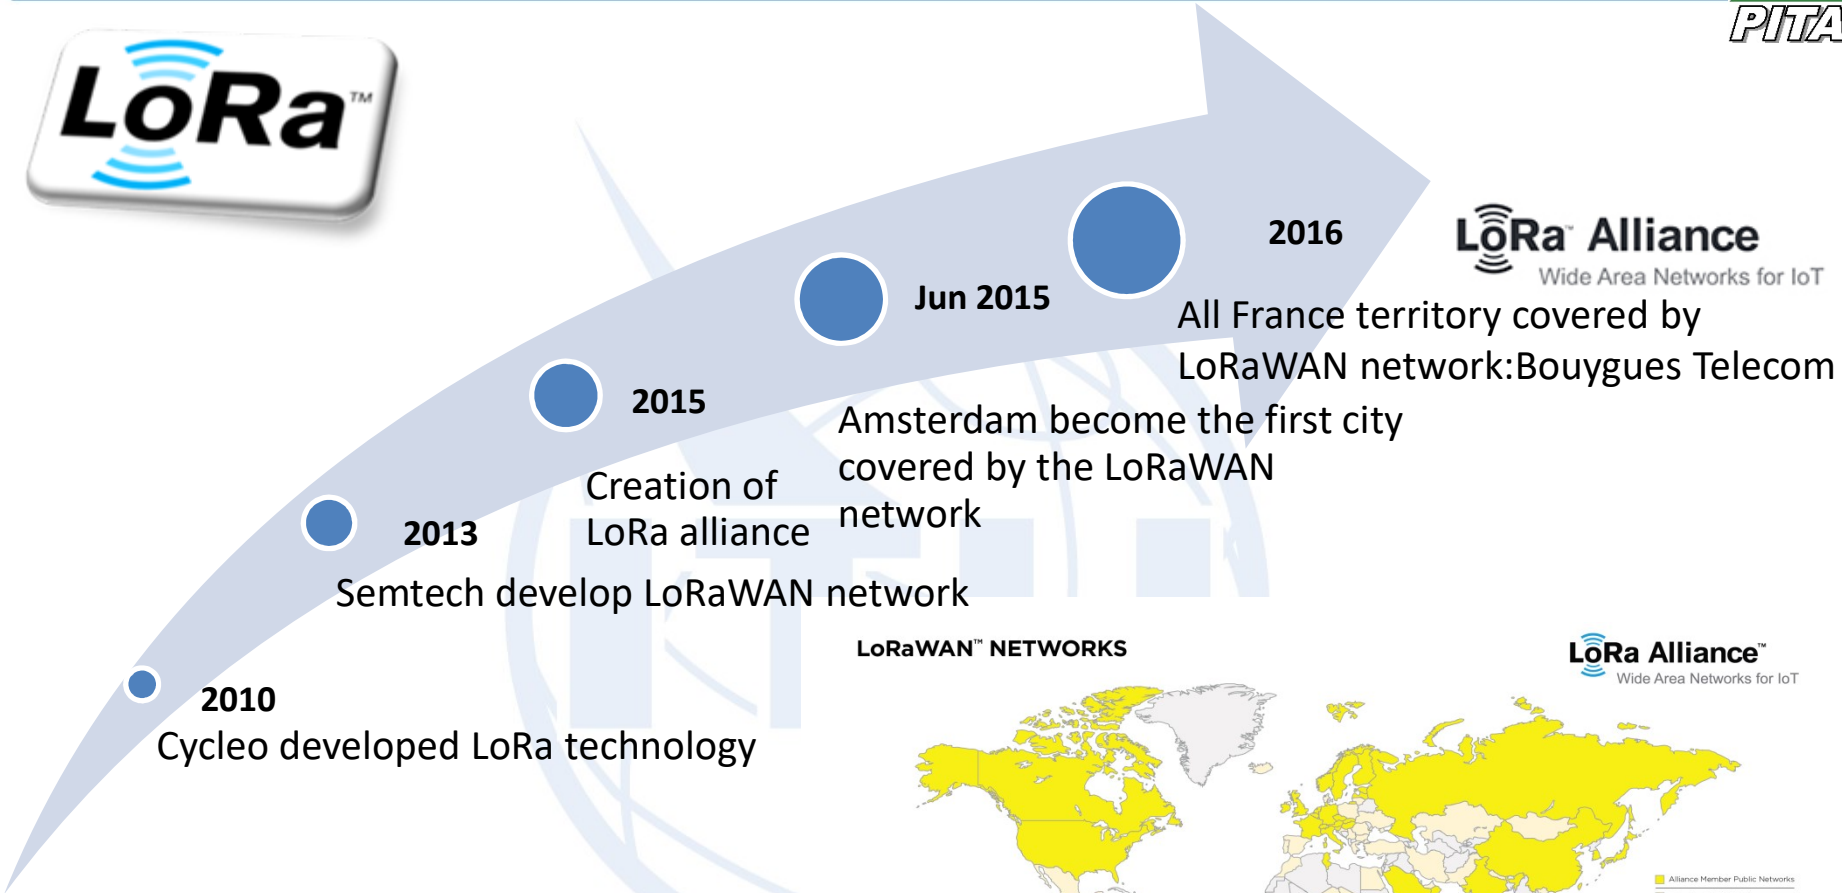 PITA
LoRa™
2016
LoRa™ Alliance
Wide Area Networks for IoT
All France territory covered by
LoRaWAN network:Bouygues Telecom
Jun 2015
Amsterdam become the first city
covered by the LoRaWAN
network
2015
Creation of
LoRa alliance
2013
Semtech develop LoRaWAN network
2010
Cycleo developed LoRa technology
LoRaWAN™ NETWORKS
LoRa Alliance™
Wide Area Networks for IoT
Alliance Member Public Networks